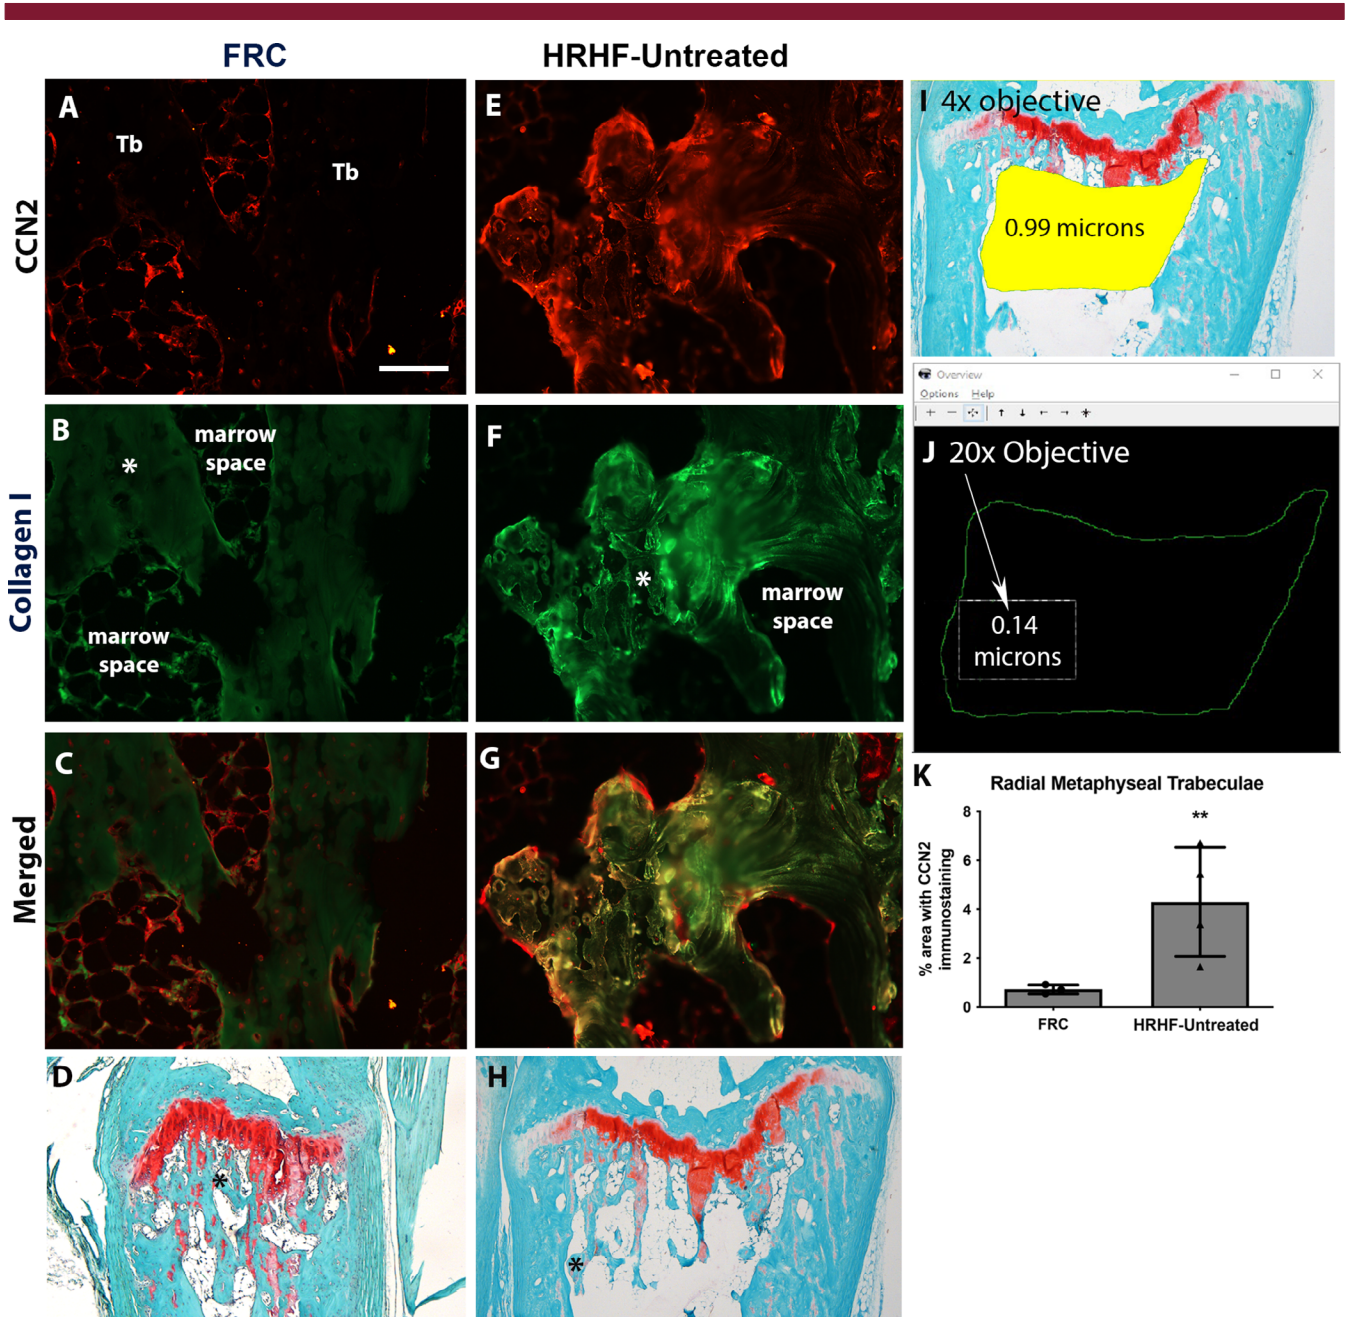 FRC
HRHF-Untreated
CCN2
Collagen I
Merged
A
Tb
Tb
B
marrow
space
*
marrow
space
C
D
*
E
F
*
marrow
space
G
H
*
I 4x objective
0.99 microns
Overview
Options Help
J 20x Objective
0.14
microns
K
Radial Metaphyseal Trabeculae
% area with CCN2
immunostaining
8
6
4
2
0
**
FRC
HRHF-Untreated